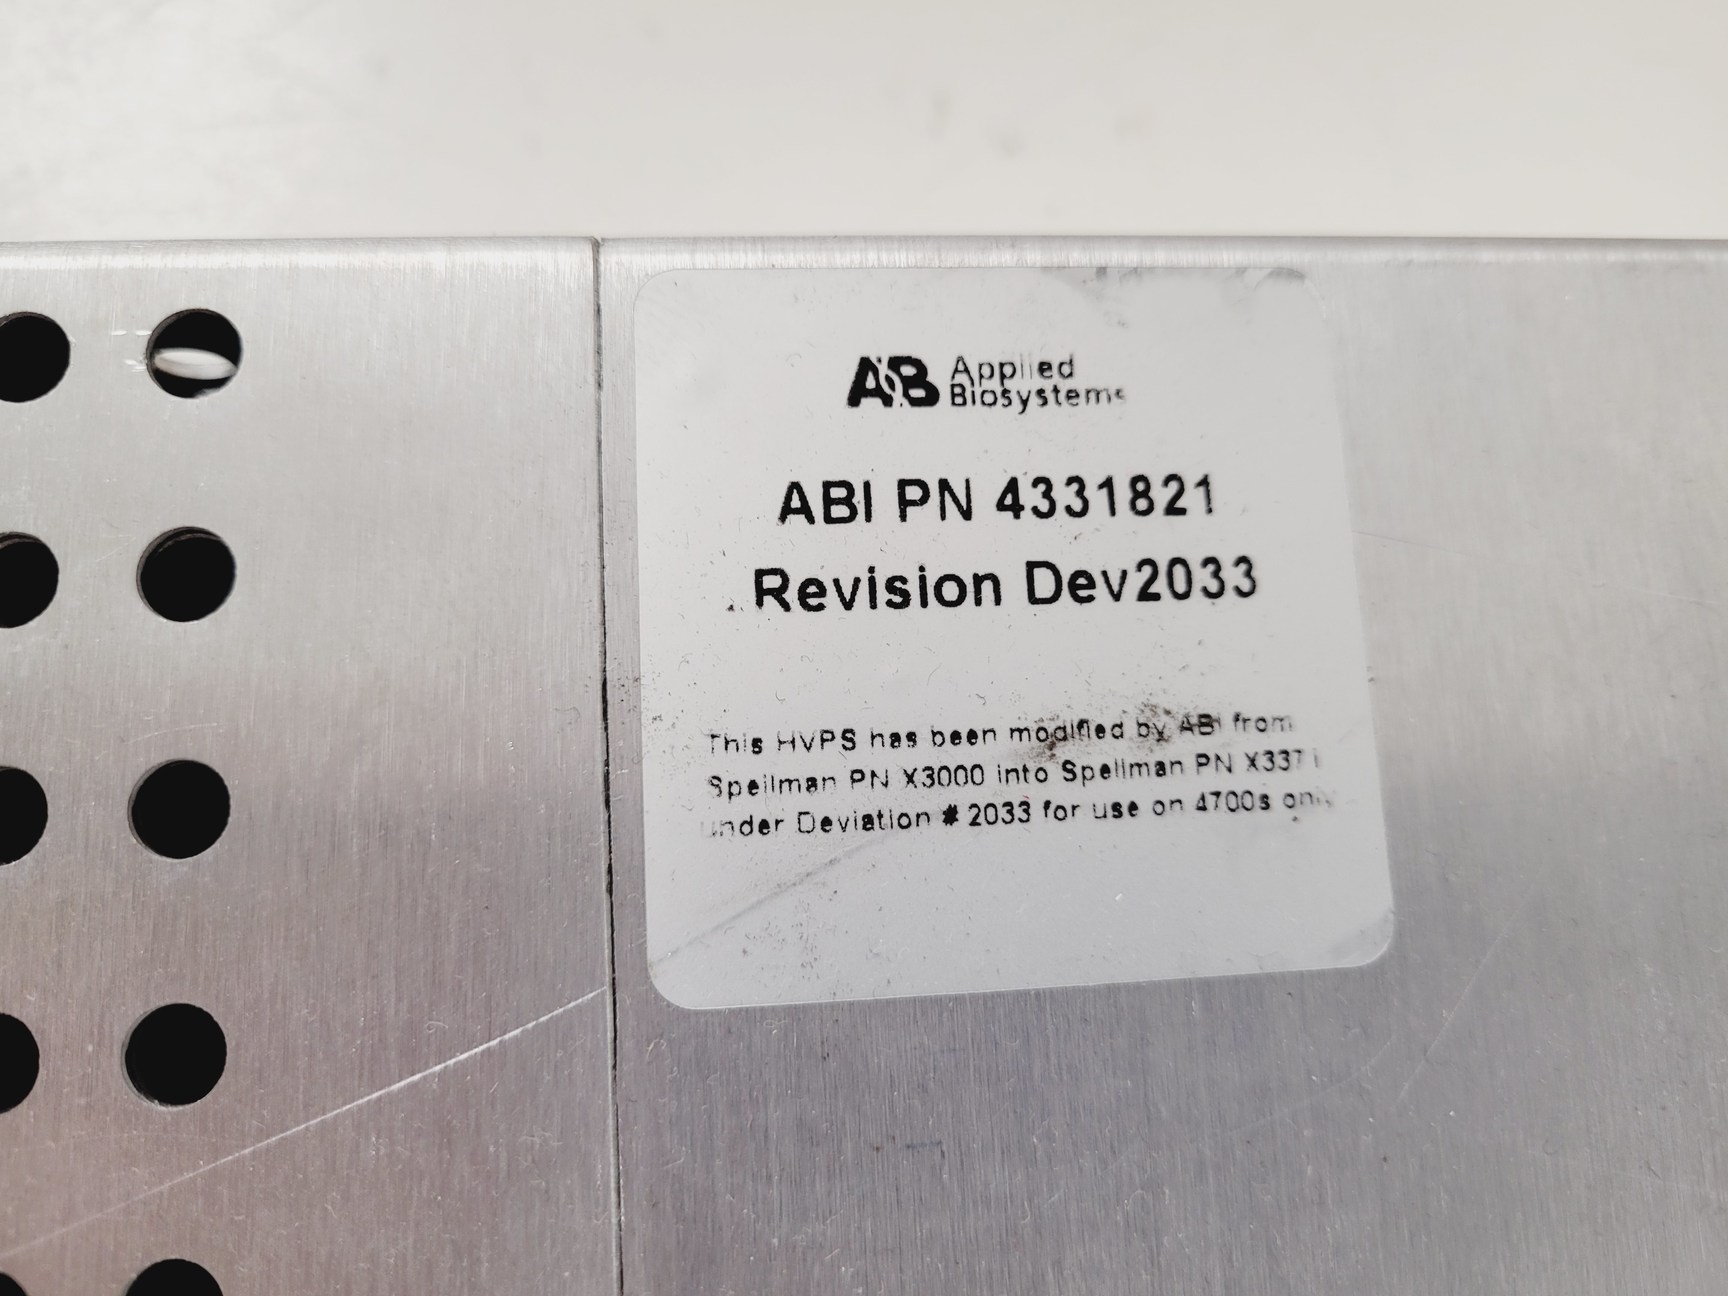 AB Applied
Biosystems
ABI PN 4331821
Revision Dev2033
This HVPS has been modified by ABI from
Spellman PN X3000 into Spellman PN
under Deviation # 2033 for use on 4700s only